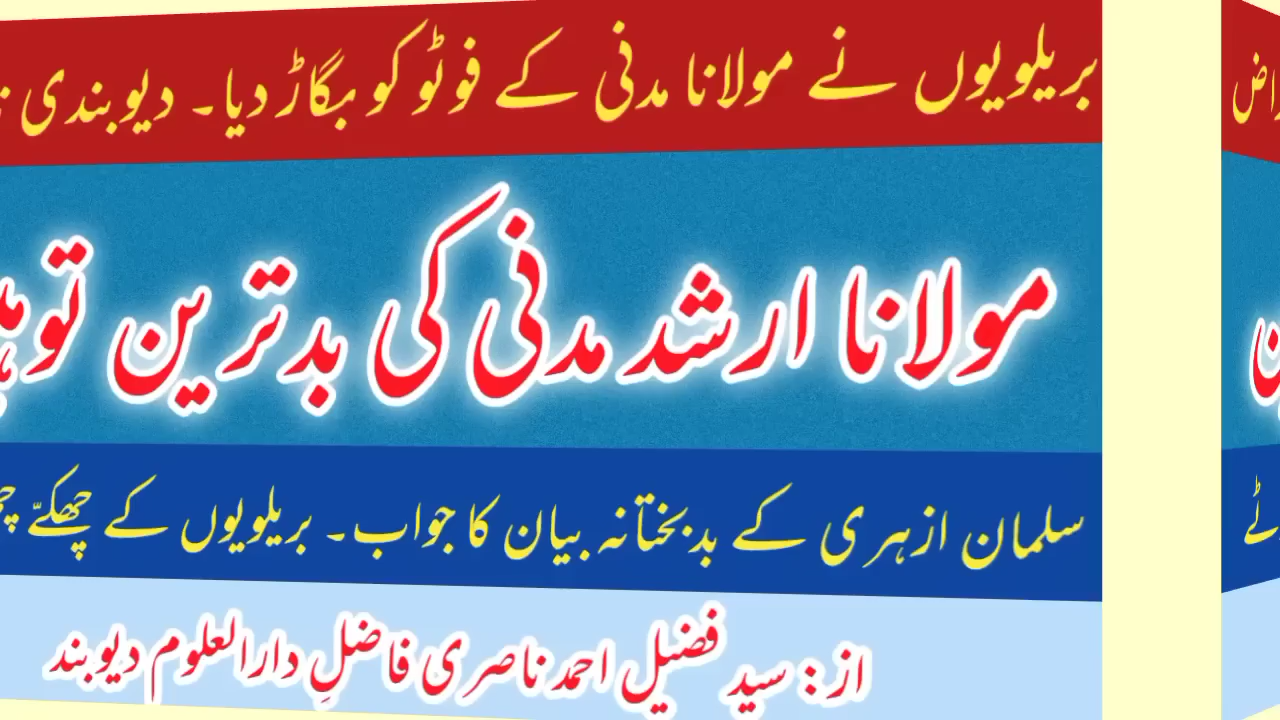 بریلویوں نے مولانا مدنی کے فوٹو کو بگاڑ دیا۔ دیوبندی
مولانا ارشد مدنی کی بدترین
سلمان ازہری کے بدبختانہ بیان کا جواب۔ بریلویوں کے چھکّے
از: سید فضیل احمد ناصری فاضلِ دارالعلوم دیوبند